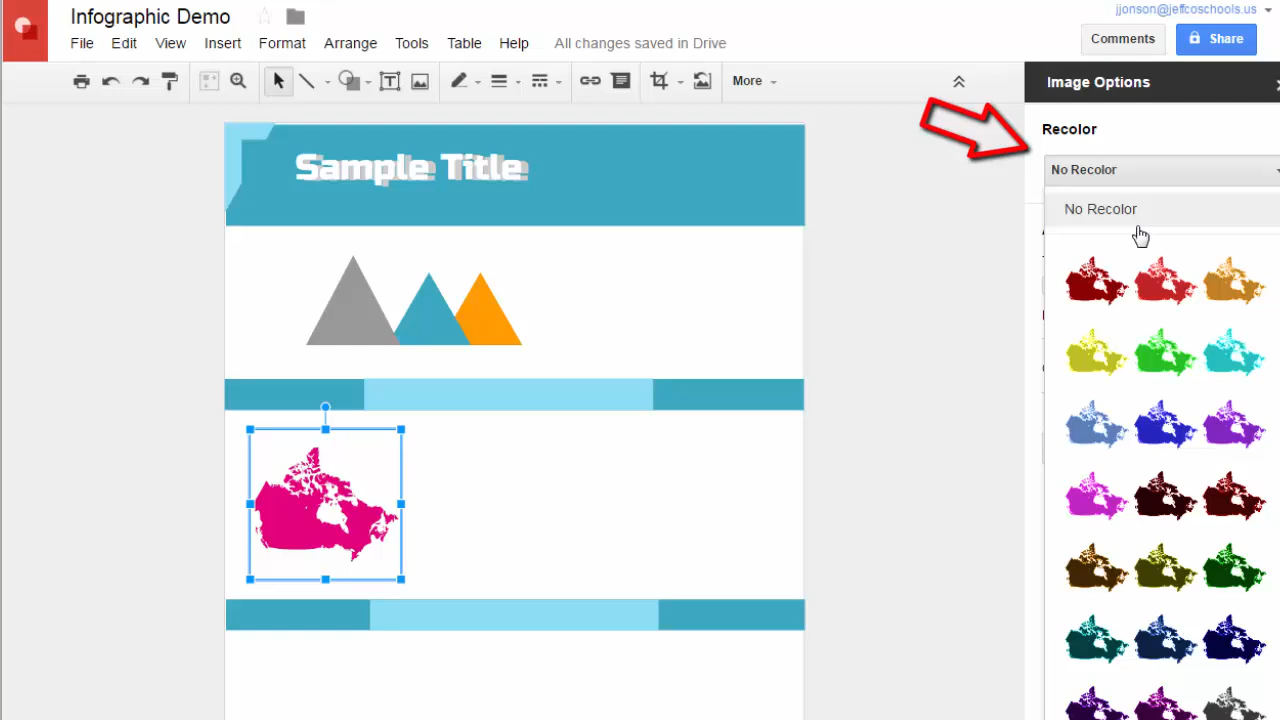 Infographic Demo
jjonson@jeffcoschools.us
File Edit View Insert Format Arrange Tools Table Help All changes saved in Drive
Comments Share
More
Image Options
Recolor
No Recolor
No Recolor
Sample Title